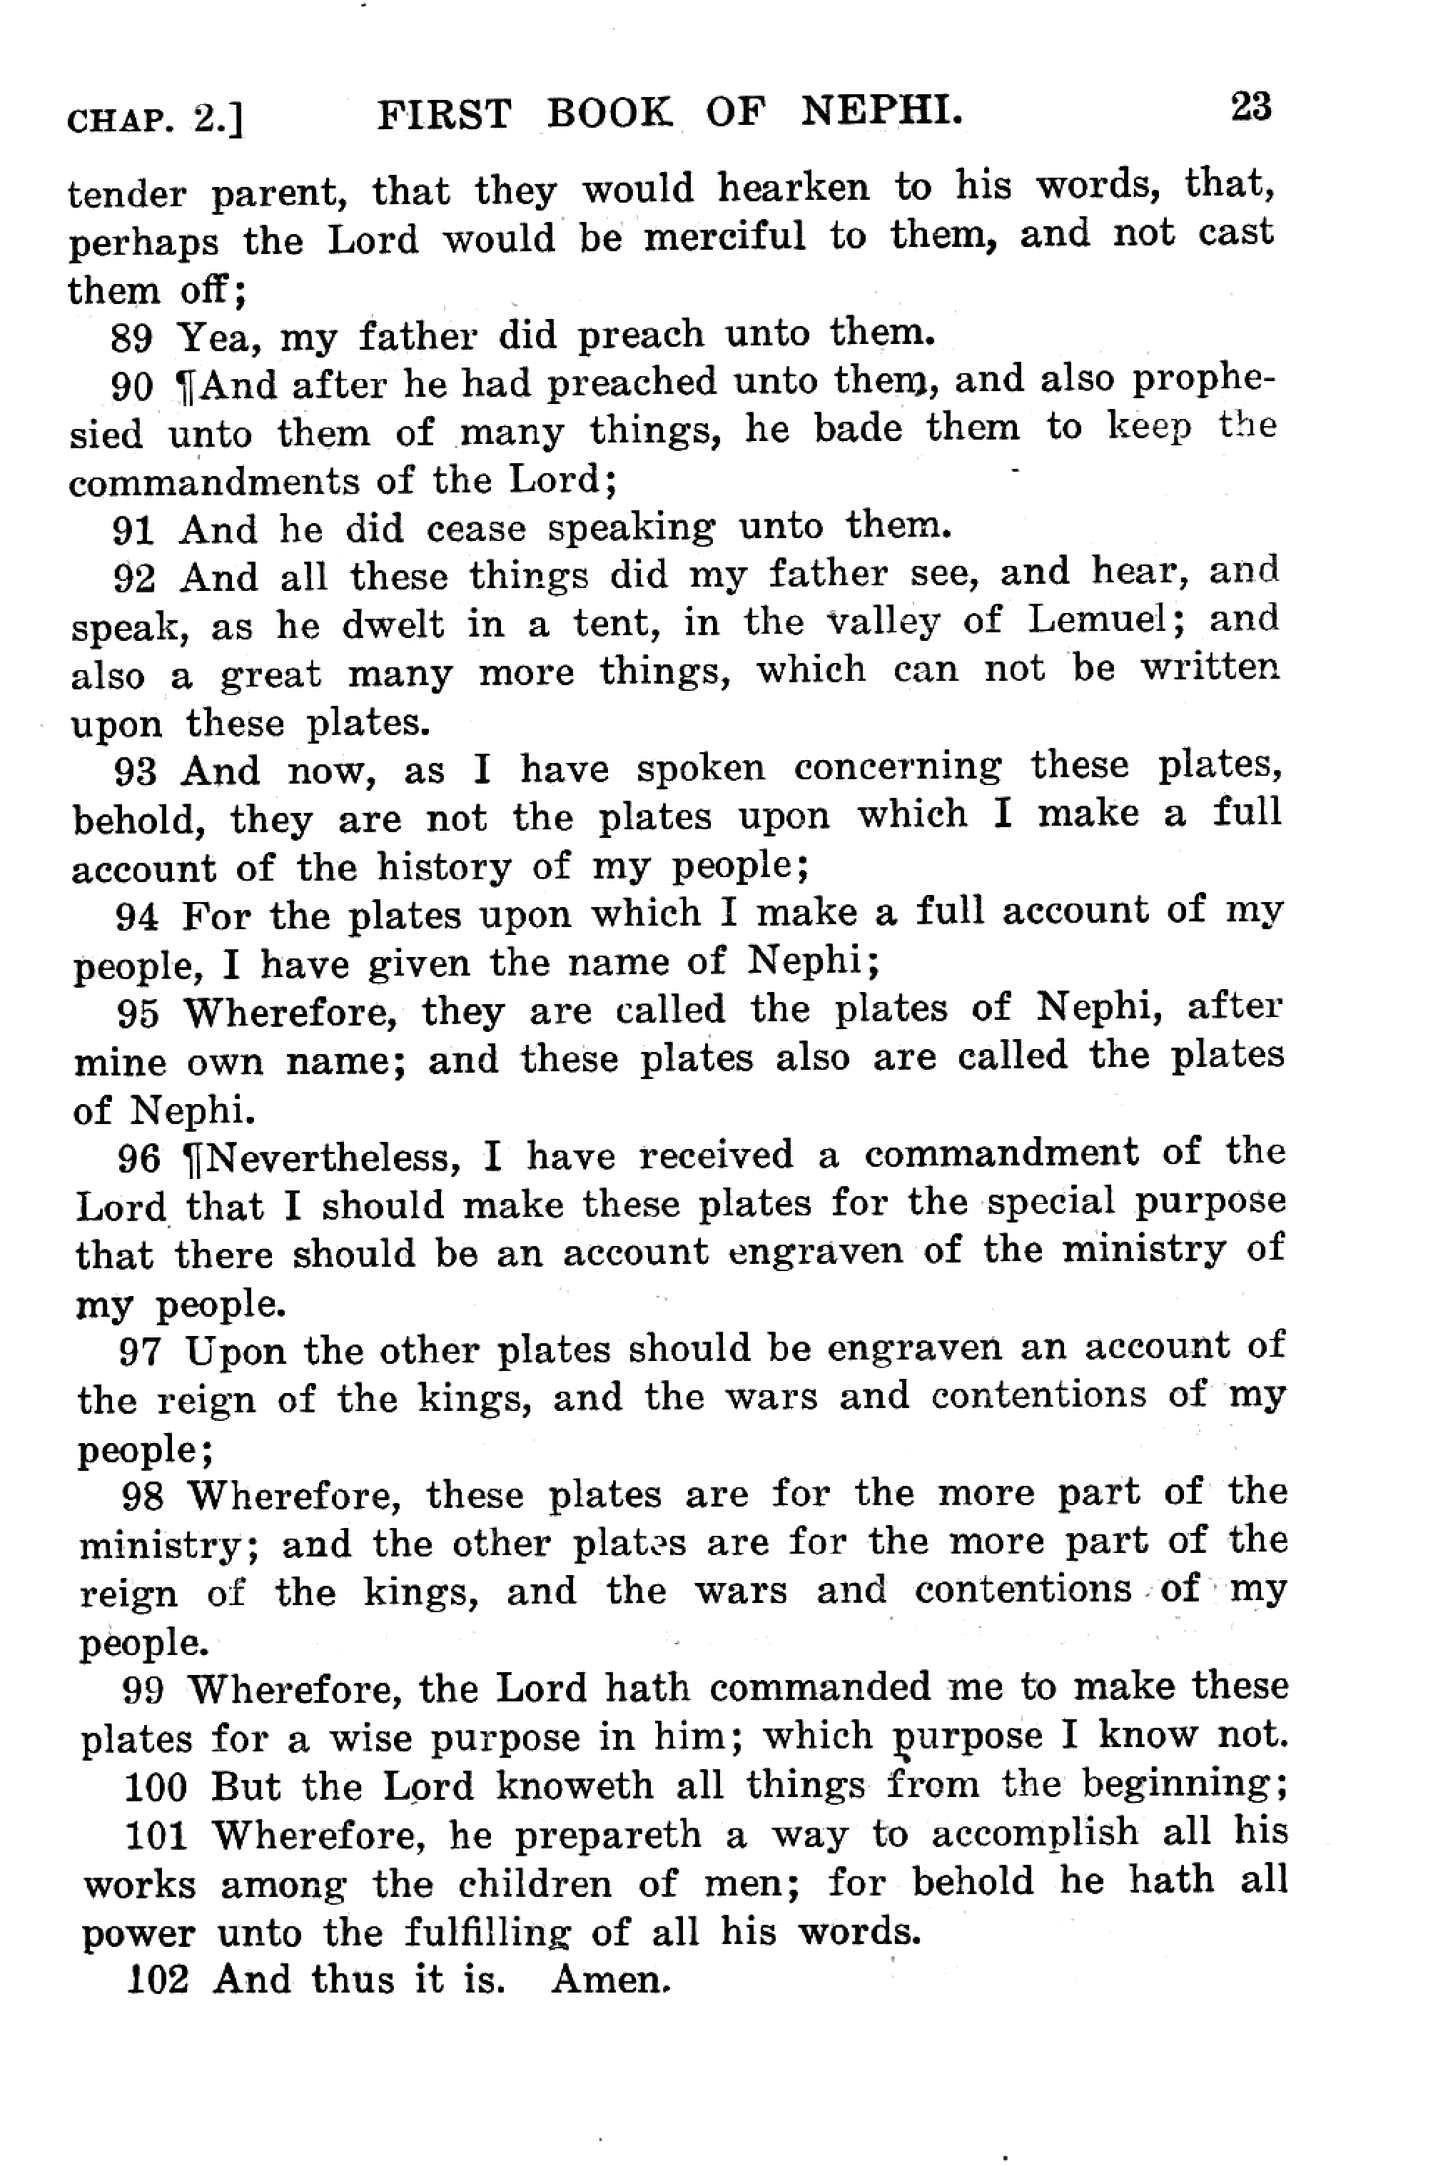 CHAP. 2.] FIRST BOOK OF NEPHI. 23
tender parent, that they would hearken to his words, that,
perhaps the Lord would be merciful to them, and not cast
them off;
89 Yea, my father did preach unto them.
90 ¶And after he had preached unto them, and also prophe-
sied unto them of many things, he bade them to keep the
commandments of the Lord;
91 And he did cease speaking unto them.
92 And all these things did my father see, and hear, and
speak, as he dwelt in a tent, in the valley of Lemuel; and
also a great many more things, which can not be written
upon these plates.
93 And now, as I have spoken concerning these plates,
behold, they are not the plates upon which I make a full
account of the history of my people;
94 For the plates upon which I make a full account of my
people, I have given the name of Nephi;
95 Wherefore, they are called the plates of Nephi, after
mine own name; and these plates also are called the plates
of Nephi.
96 ¶Nevertheless, I have received a commandment of the
Lord that I should make these plates for the special purpose
that there should be an account engraven of the ministry of
my people.
97 Upon the other plates should be engraven an account of
the reign of the kings, and the wars and contentions of my
people;
98 Wherefore, these plates are for the more part of the
ministry; and the other plates are for the more part of the
reign of the kings, and the wars and contentions of my
people.
99 Wherefore, the Lord hath commanded me to make these
plates for a wise purpose in him; which purpose I know not.
100 But the Lord knoweth all things from the beginning;
101 Wherefore, he prepareth a way to accomplish all his
works among the children of men; for behold he hath all
power unto the fulfilling of all his words.
102 And thus it is. Amen.